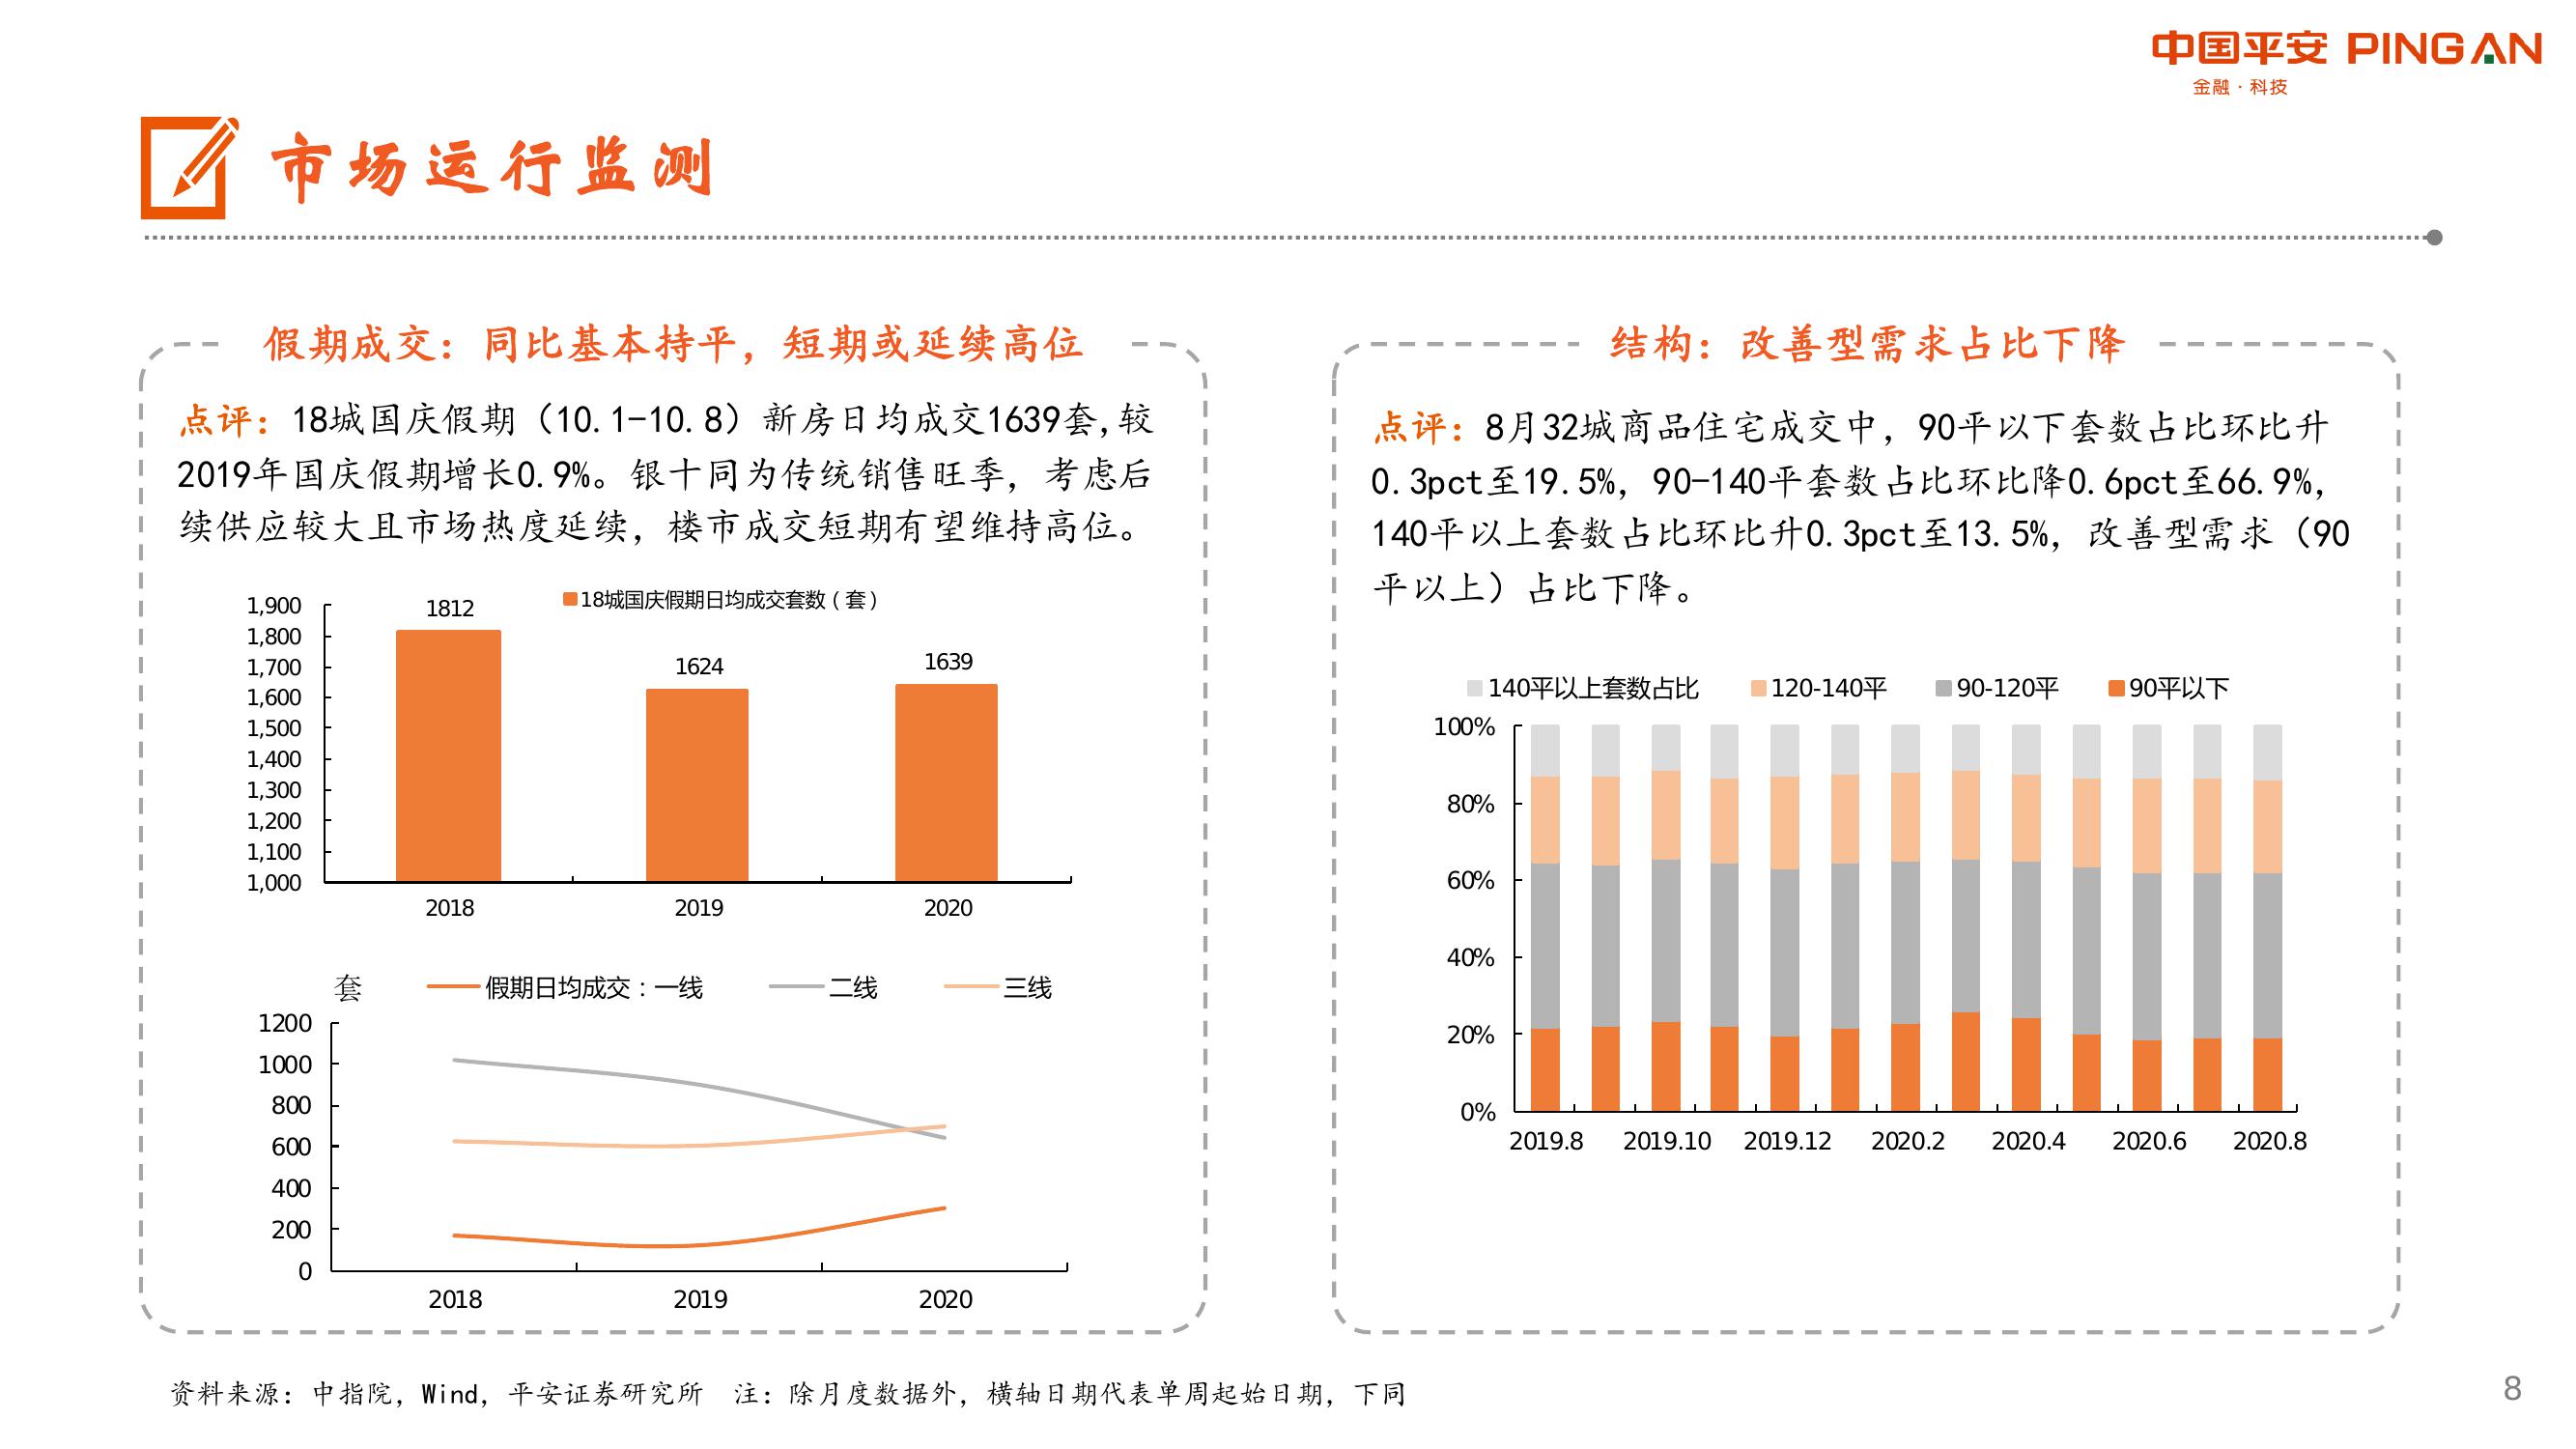 中国平安 PINGAN
金融·科技
市场运行监测
假期成交：同比基本持平，短期或延续高位
点评：18城国庆假期（10.1-10.8）新房日均成交1639套,较
2019年国庆假期增长0.9%。银十同为传统销售旺季，考虑后
续供应较大且市场热度延续，楼市成交短期有望维持高位。
18城国庆假期日均成交套数（套）
1,900
1,800
1,700
1,600
1,500
1,400
1,300
1,200
1,100
1,000
1812
1624
1639
2018 2019 2020
套
假期日均成交：一线 二线 三线
1200
1000
800
600
400
200
0
2018 2019 2020
结构：改善型需求占比下降
点评：8月32城商品住宅成交中，90平以下套数占比环比升
0.3pct至19.5%，90-140平套数占比环比降0.6pct至66.9%，
140平以上套数占比环比升0.3pct至13.5%，改善型需求（90
平以上）占比下降。
140平以上套数占比 120-140平 90-120平 90平以下
100%
80%
60%
40%
20%
0%
2019.8 2019.10 2019.12 2020.2 2020.4 2020.6 2020.8
资料来源：中指院，Wind，平安证券研究所 注：除月度数据外，横轴日期代表单周起始日期，下同
8